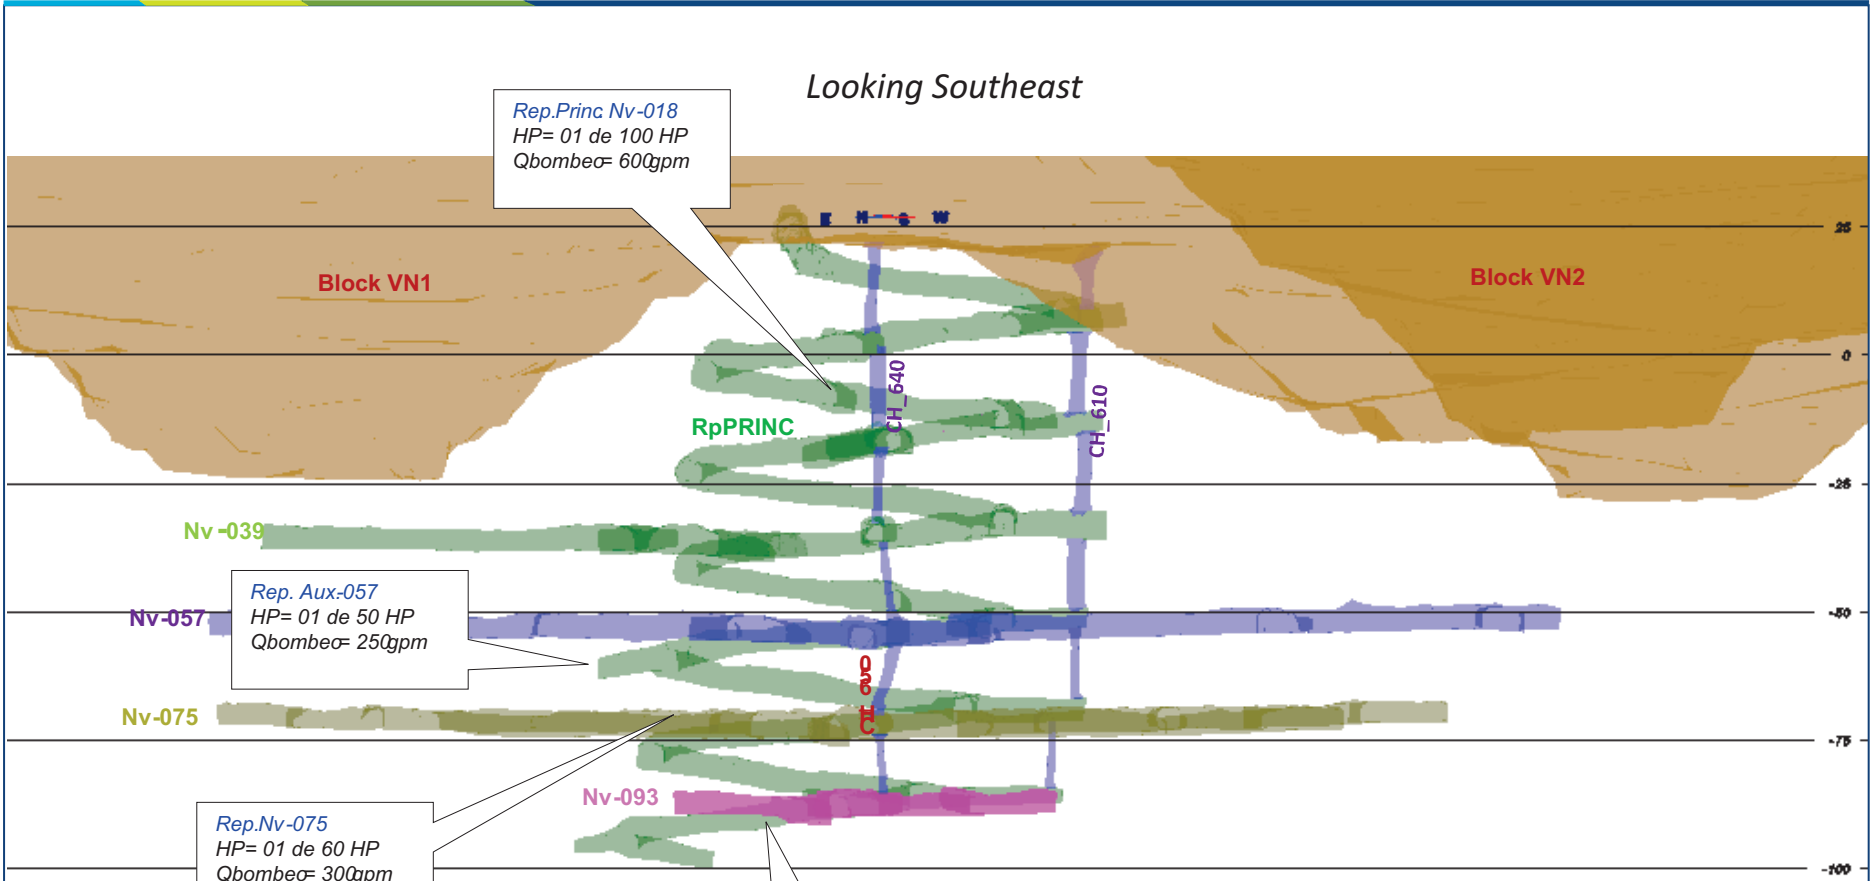 Looking Southeast
Rep.Princ Nv-018
HP= 01 de 100 HP
Qbombeo= 600gpm
E N S W
25
Block VN1
Block VN2
0
CH_640
CH_610
RpPRINC
-25
Nv-039
Rep. Aux-057
HP= 01 de 50 HP
Qbombeo= 250gpm
-50
Nv-057
CH_650
Nv-075
-75
Nv-093
Rep.Nv-075
HP= 01 de 60 HP
Qbombeo= 300gpm
-100